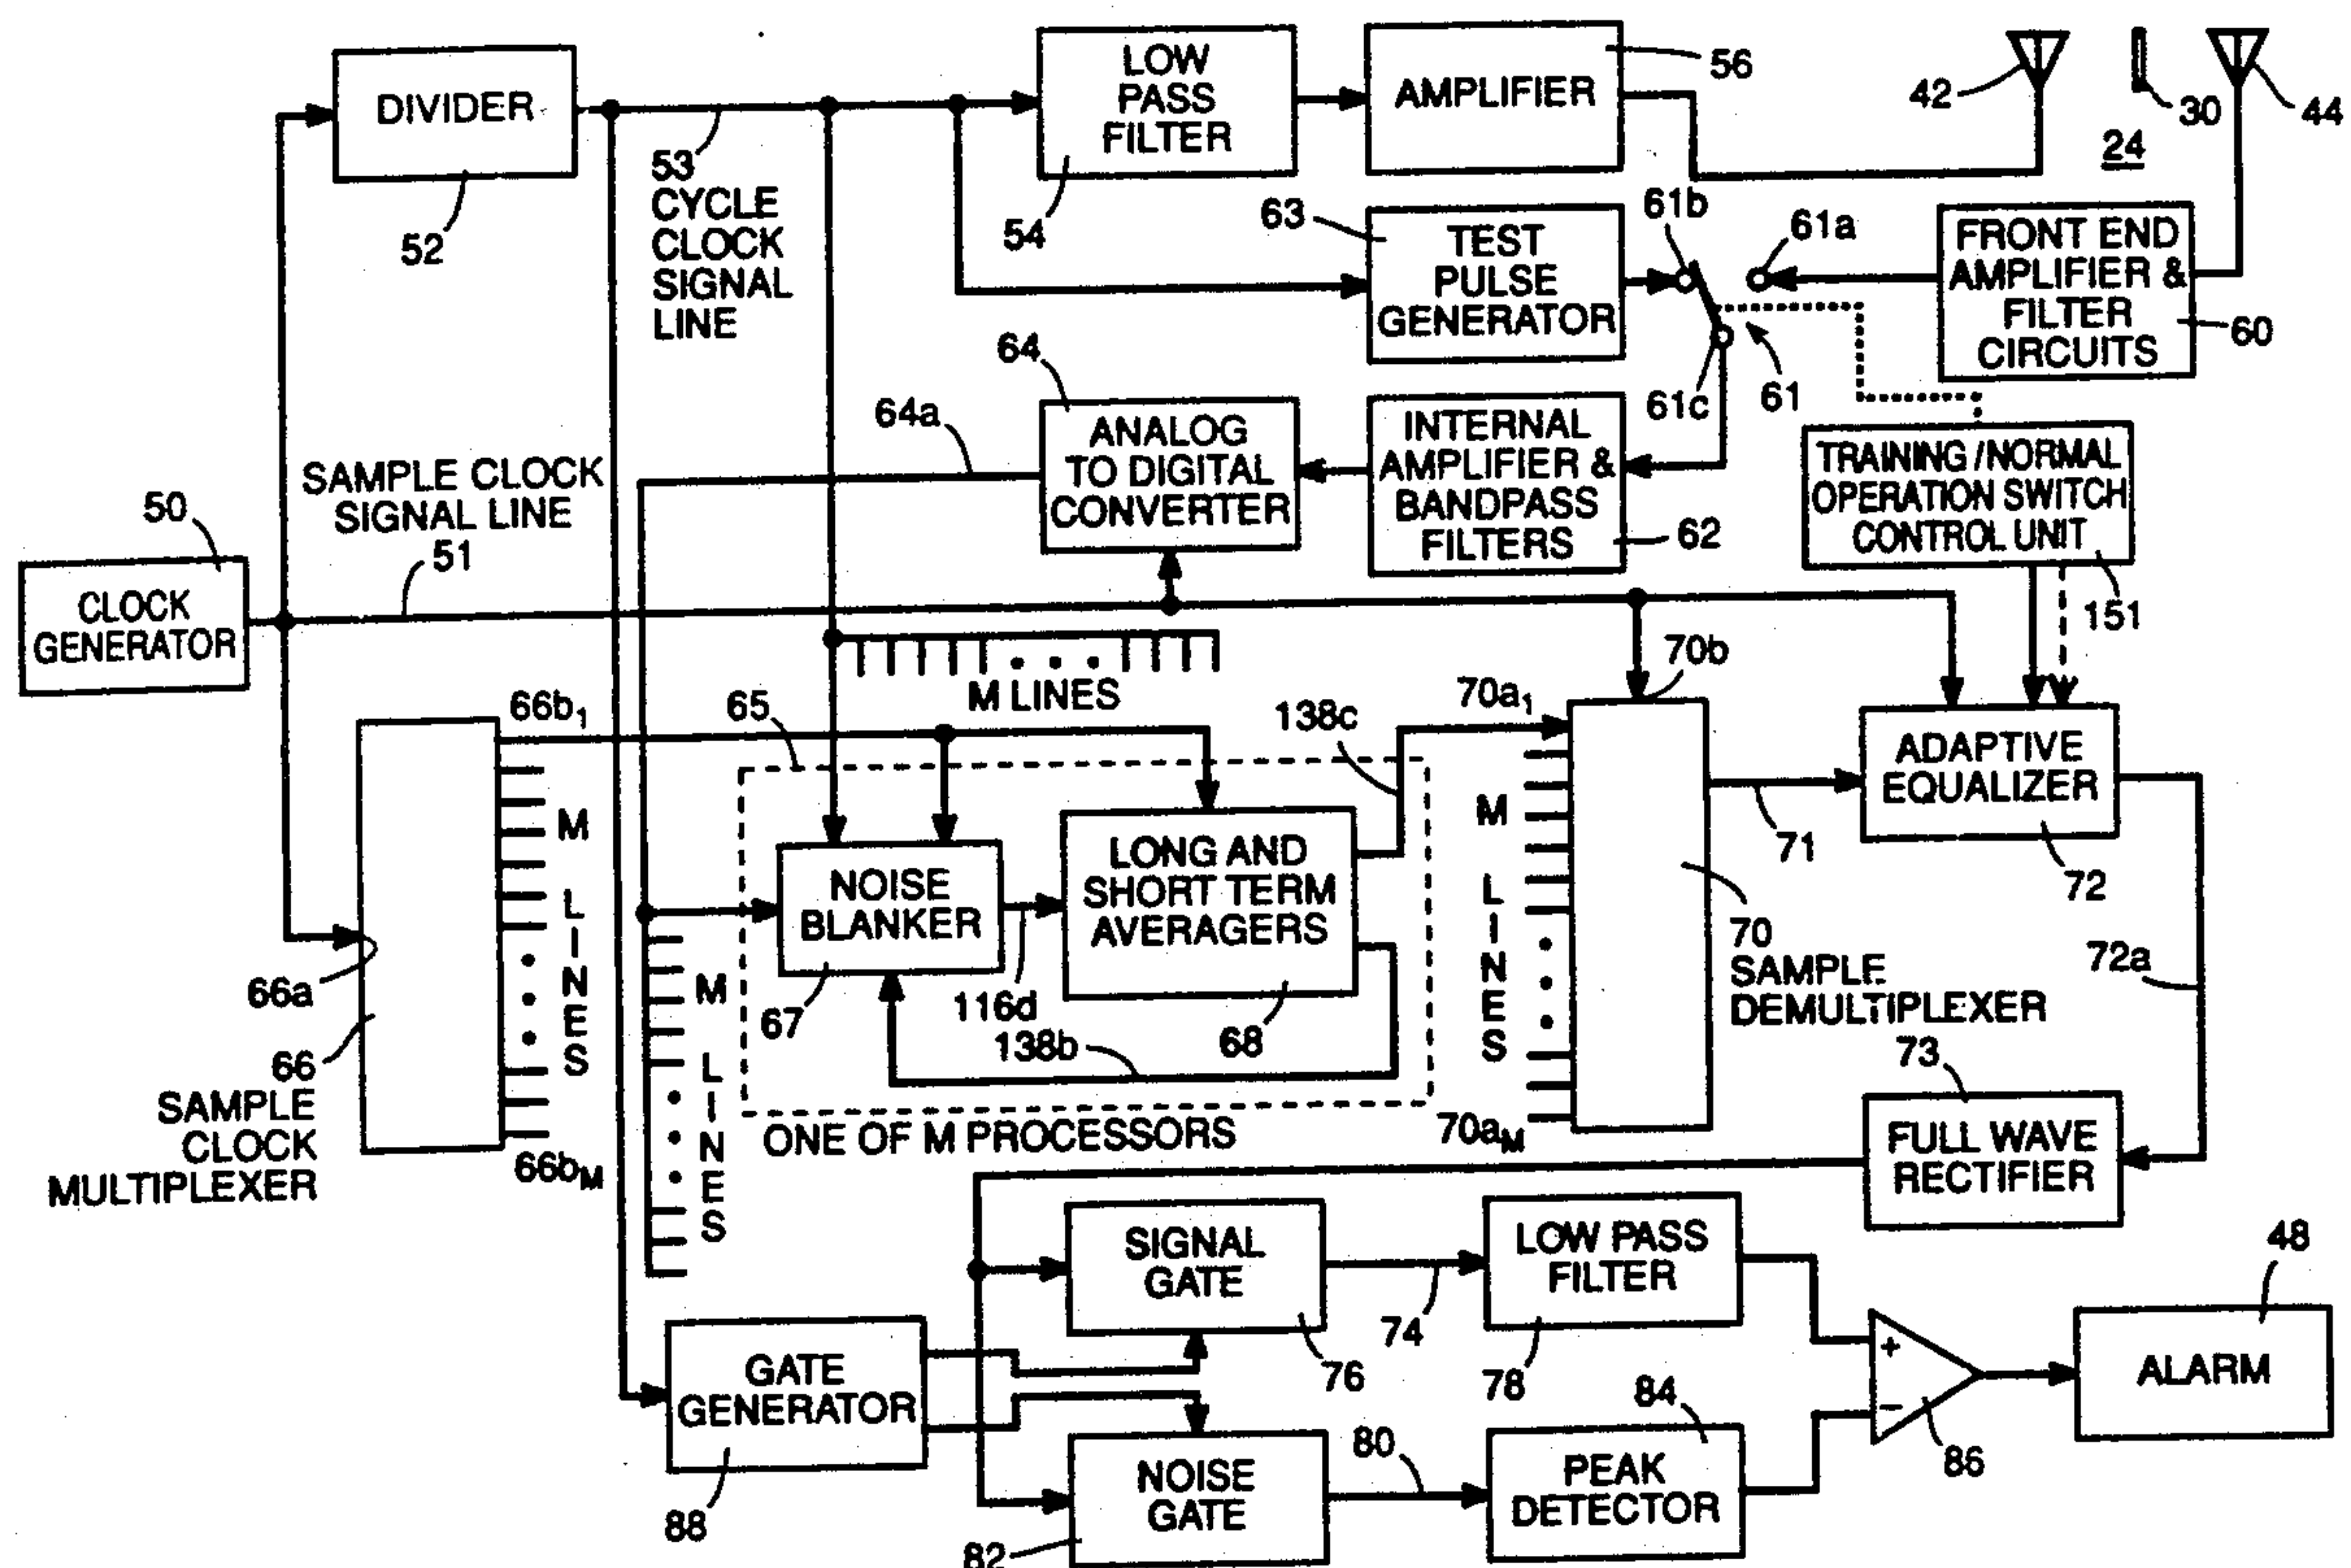 DIVIDER
52
53
CYCLE
CLOCK
SIGNAL
LINE
LOW
PASS
FILTER
54
AMPLIFIER
56
42
30
44
24
63
TEST
PULSE
GENERATOR
61b
61a
61c
61
FRONT END
AMPLIFIER &
FILTER
CIRCUITS
60
64
64a
ANALOG
TO DIGITAL
CONVERTER
INTERNAL
AMPLIFIER &
BANDPASS
FILTERS
62
TRAINING/NORMAL
OPERATION SWITCH
CONTROL UNIT
151
SAMPLE CLOCK
SIGNAL LINE
51
50
CLOCK
GENERATOR
M LINES
66b1
66a
66
SAMPLE
CLOCK
MULTIPLEXER
M LINES
66bM
M LINES
65
NOISE
BLANKER
67
116d
LONG AND
SHORT TERM
AVERAGERS
68
138b
138c
ONE OF M PROCESSORS
70a1
70b
M LINES
70aM
70
SAMPLE
DEMULTIPLEXER
71
ADAPTIVE
EQUALIZER
72
72a
73
FULL WAVE
RECTIFIER
SIGNAL
GATE
76
74
LOW PASS
FILTER
78
GATE
GENERATOR
88
NOISE
GATE
82
80
84
PEAK
DETECTOR
+
−
86
48
ALARM